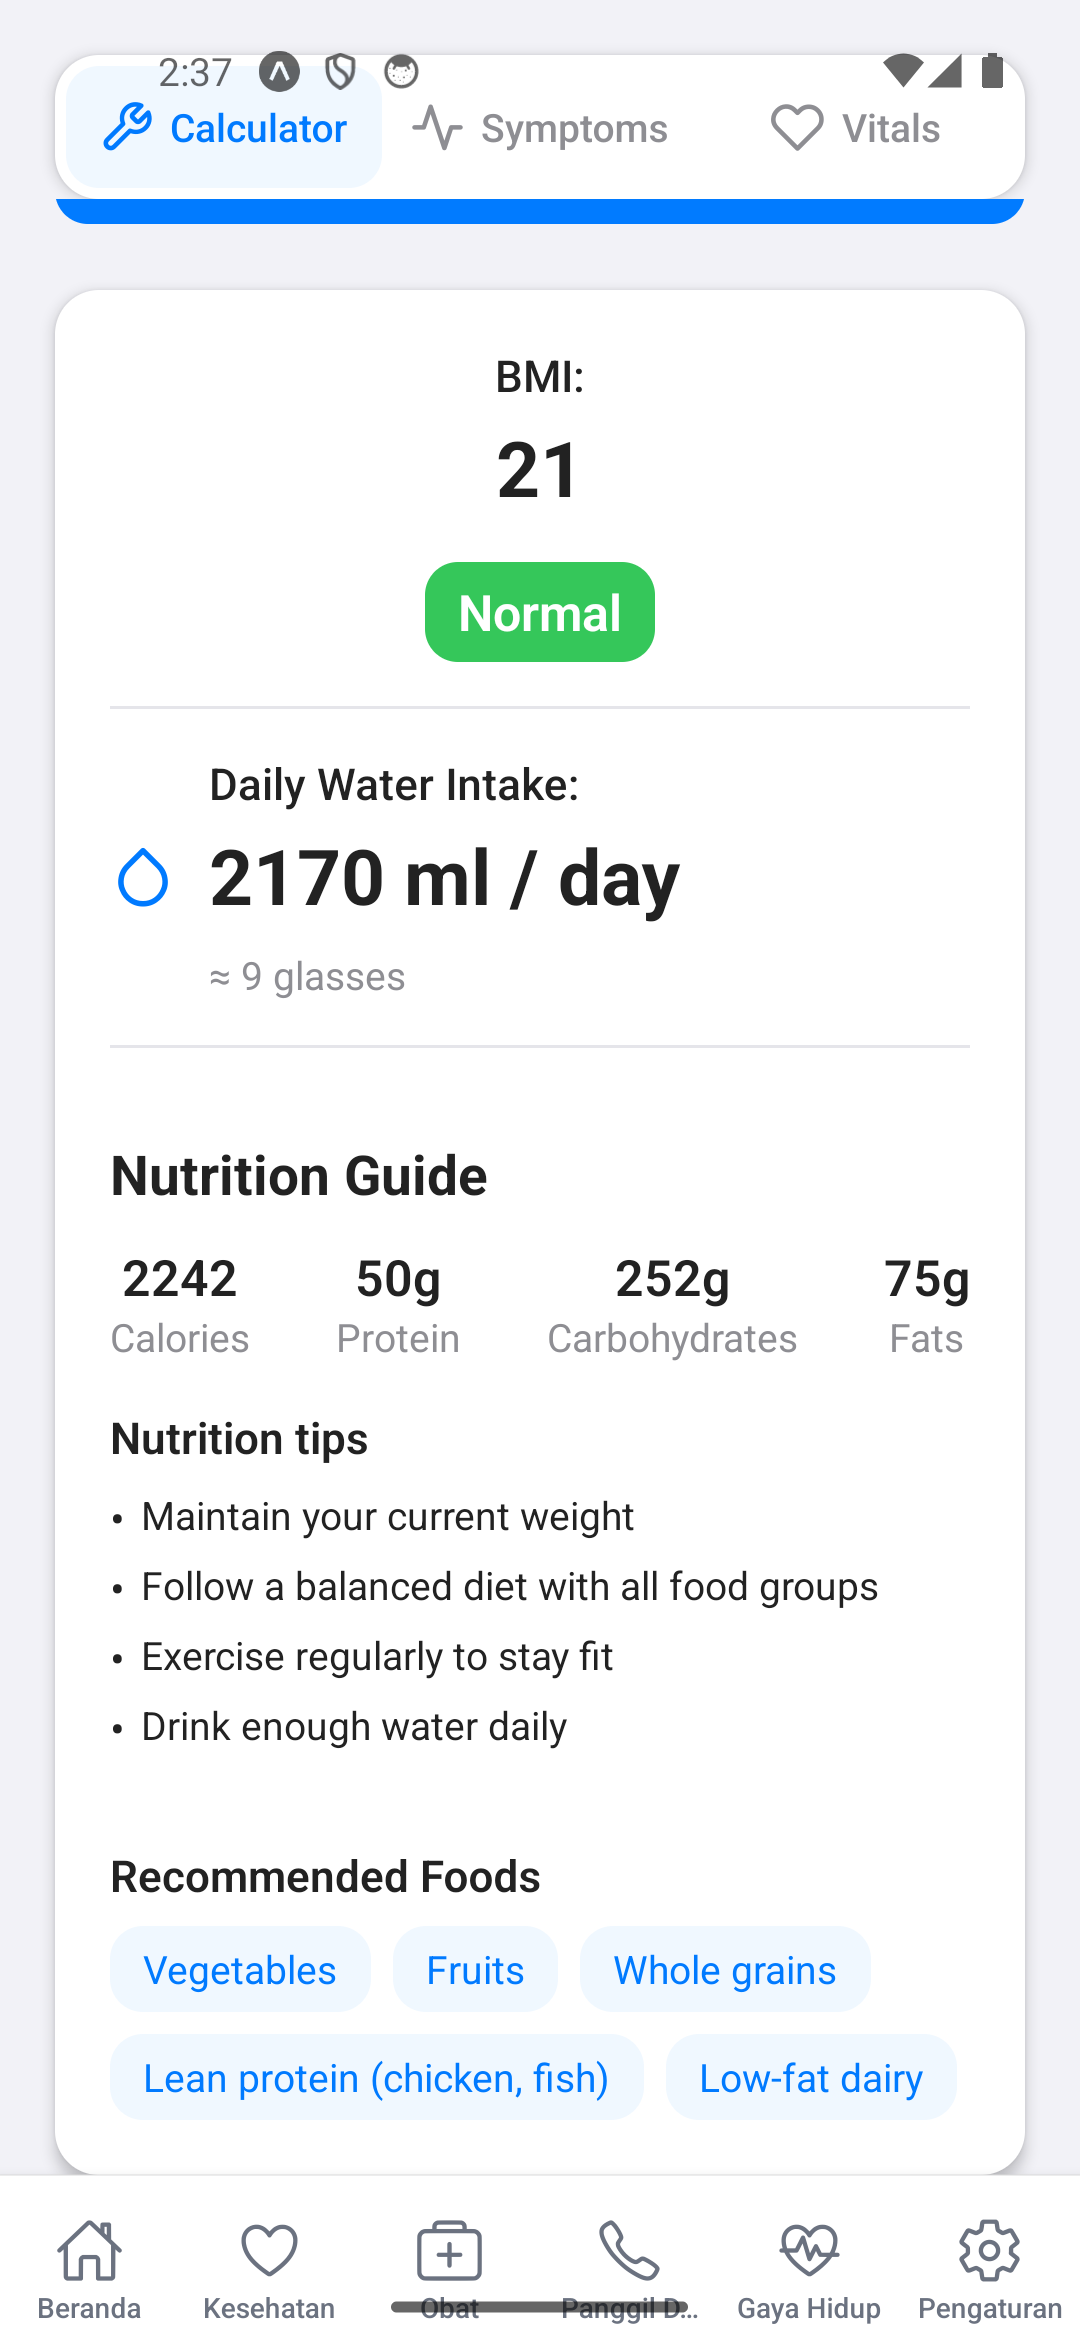 2:37
Calculator
Symptoms
Vitals
BMI:
21
Normal
Daily Water Intake:
2170 ml / day
≈ 9 glasses
Nutrition Guide
2242 50g 252g 75g
Calories Protein Carbohydrates Fats
Nutrition tips
• Maintain your current weight
• Follow a balanced diet with all food groups
• Exercise regularly to stay fit
• Drink enough water daily
Recommended Foods
Vegetables Fruits Whole grains
Lean protein (chicken, fish) Low-fat dairy
Beranda Kesehatan Obat Panggil D... Gaya Hidup Pengaturan